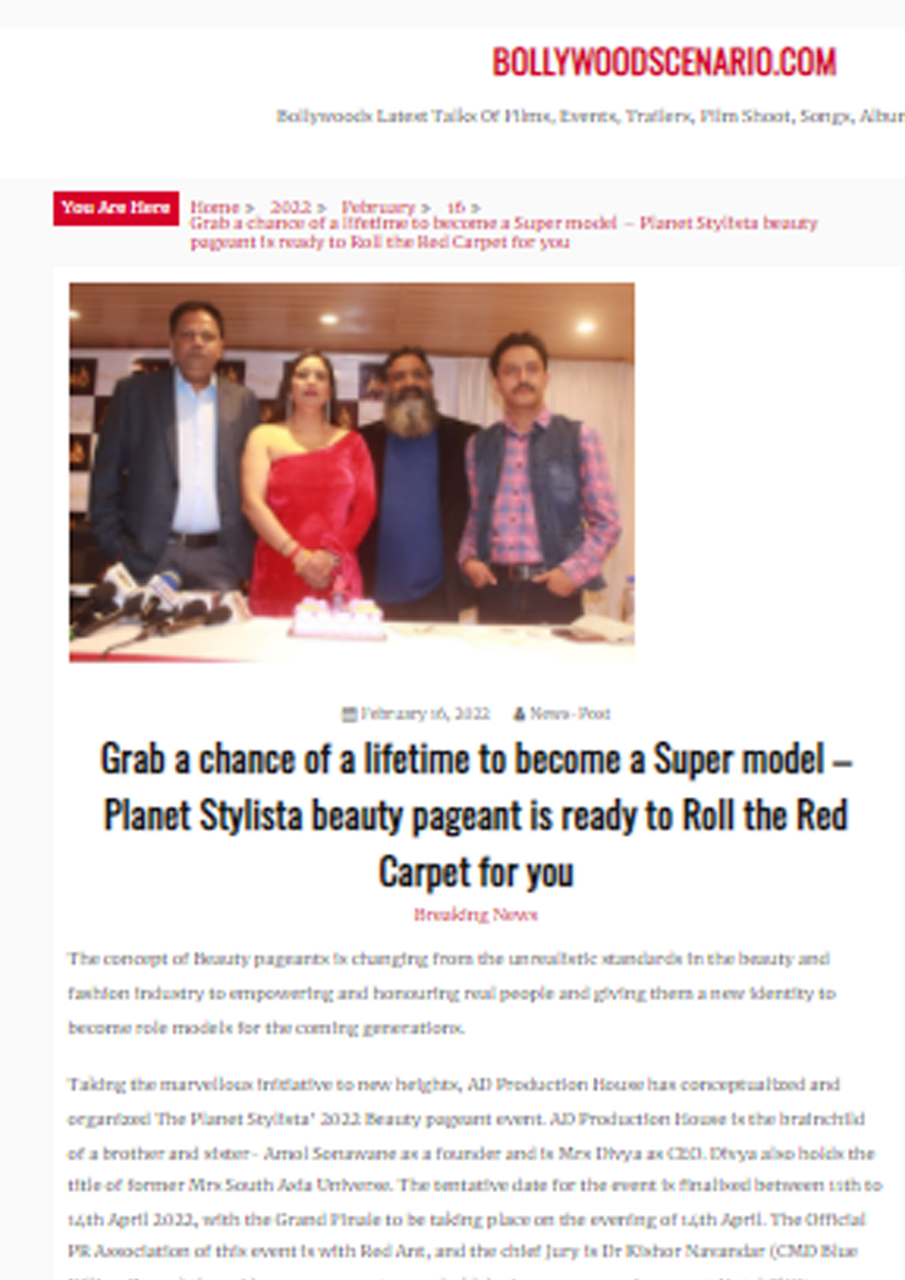 BOLLYWOODSCENARIO.COM
Bollywoods Latest Talks Of Films, Events, Trailers, Film Shoot, Songs, Albu
You Are Here
Home » 2022 » February » 16 »
Grab a chance of a lifetime to become a Super model – Planet Stylista beauty
pageant is ready to Roll the Red Carpet for you
February 16, 2022 News-Post
Grab a chance of a lifetime to become a Super model –
Planet Stylista beauty pageant is ready to Roll the Red
Carpet for you
Breaking News
The concept of Beauty pageants is changing from the unrealistic standards in the beauty and
fashion industry to empowering and honouring real people and giving them a new identity to
become role models for the coming generations.
Taking the marvellous initiative to new heights, AD Production House has conceptualized and
organized The Planet Stylista' 2022 Beauty pageant event. AD Production House is the brainchild
of a brother and sister- Amol Sonawane as a founder and is Mrs Divya as CEO. Divya also holds the
title of former Mrs South Asia Universe. The tentative date for the event is finalised between 11th to
14th April 2022, with the Grand Finale to be taking place on the evening of 14th April. The Official
PR Association of this event is with Red Ant, and the chief Jury is Dr Kishor Navandar (CMD Blue